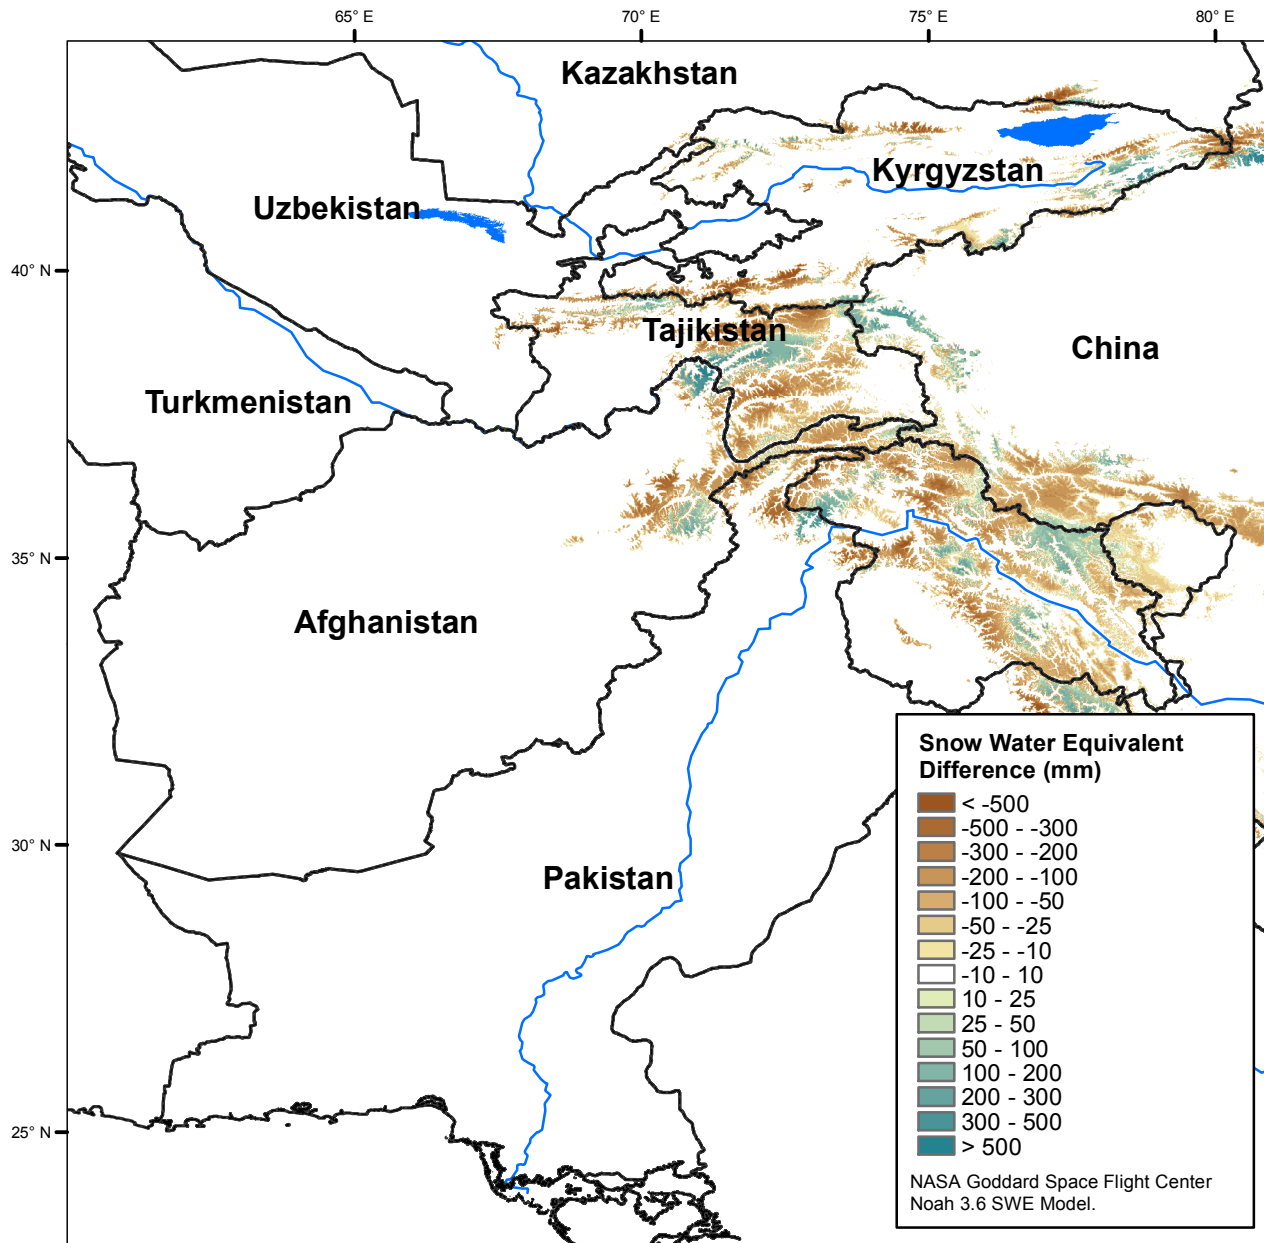 65° E
70° E
75° E
80° E
Kazakhstan
Kyrgyzstan
Uzbekistan
40° N
Tajikistan
China
Turkmenistan
35° N
Afghanistan
Snow Water Equivalent
Difference (mm)
< -500
-500 - -300
-300 - -200
-200 - -100
-100 - -50
-50 - -25
-25 - -10
-10 - 10
10 - 25
25 - 50
50 - 100
100 - 200
200 - 300
300 - 500
> 500
NASA Goddard Space Flight Center
Noah 3.6 SWE Model.
30° N
Pakistan
25° N